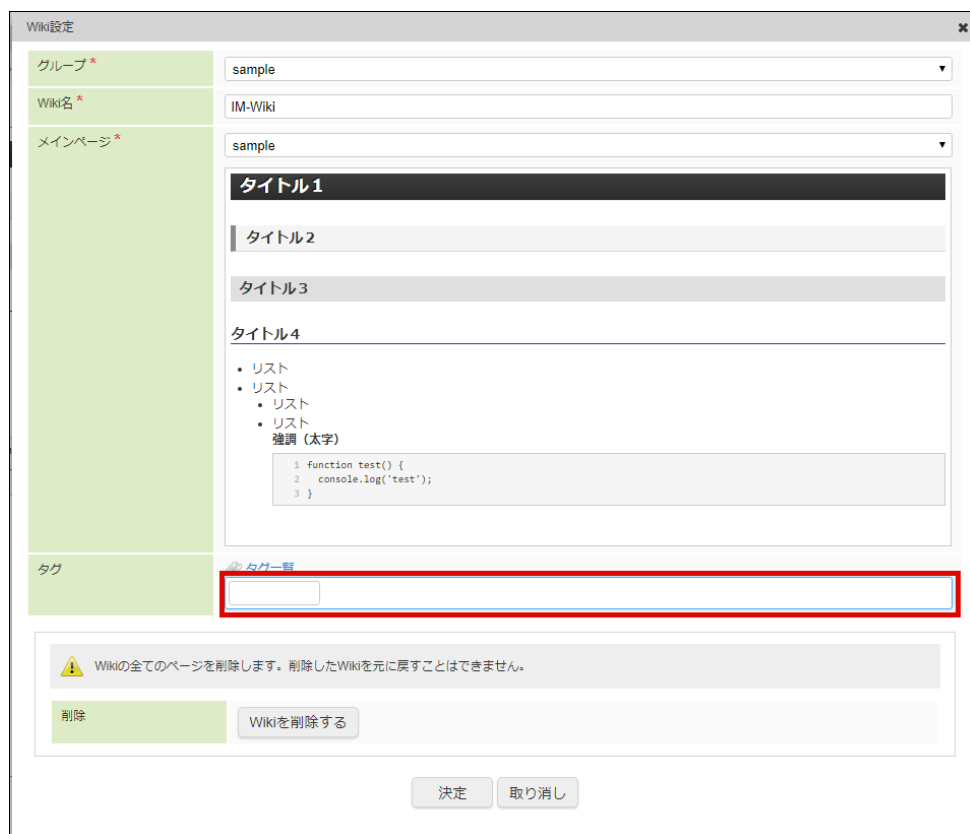 Wiki設定
グループ*
sample
Wiki名*
IM-Wiki
メインページ*
sample
タイトル1
タイトル2
タイトル3
タイトル4
• リスト
• リスト
• リスト
• リスト
強調（太字）
1 function test() {
2 console.log('test');
3 }
タグ
タグ一覧
Wikiの全てのページを削除します。削除したWikiを元に戻すことはできません。
削除
Wikiを削除する
決定
取り消し